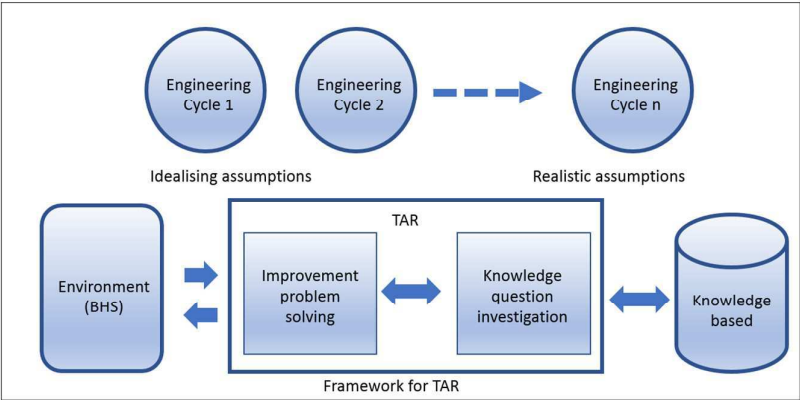 Engineering
Cycle 1
Engineering
Cycle 2
Engineering
Cycle n
Idealising assumptions
Realistic assumptions
TAR
Environment
(BHS)
Improvement
problem
solving
Knowledge
question
investigation
Knowledge
based
Framework for TAR